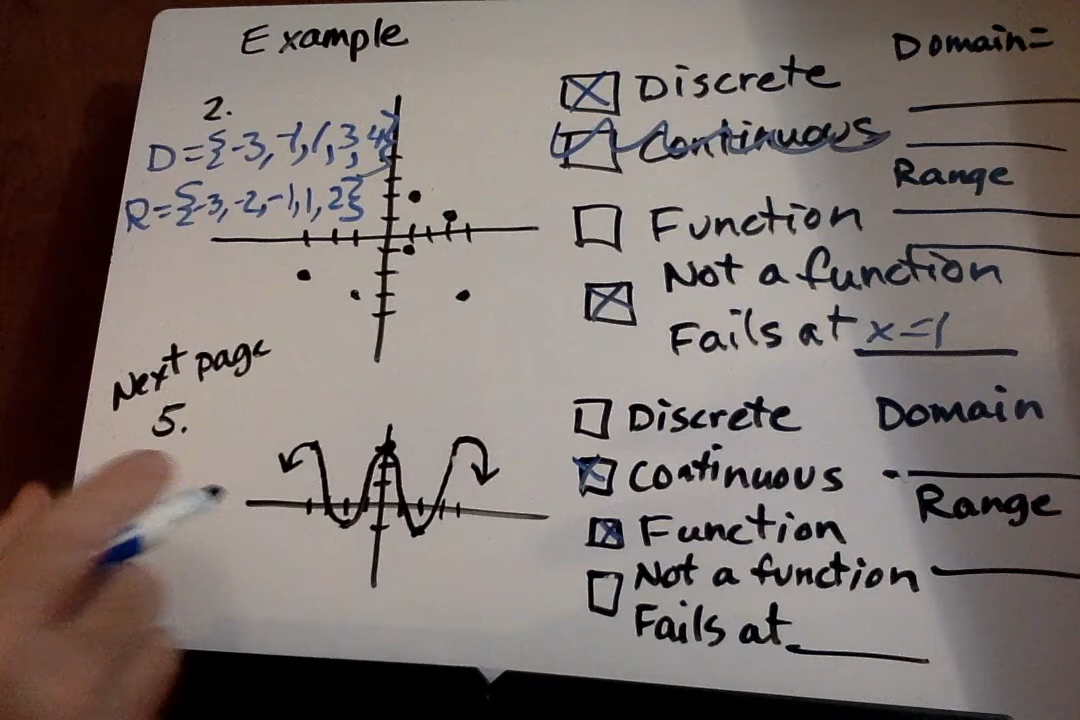 Example
2.
D={-3,-1,1,3,4}
R={-3,-2,-1,1,2}
Discrete
Continuous
Function
Not a function
Fails at x=1
Domain=
Range
Next page
5.
Discrete
Continuous
Function
Not a function
Fails at
Domain
Range